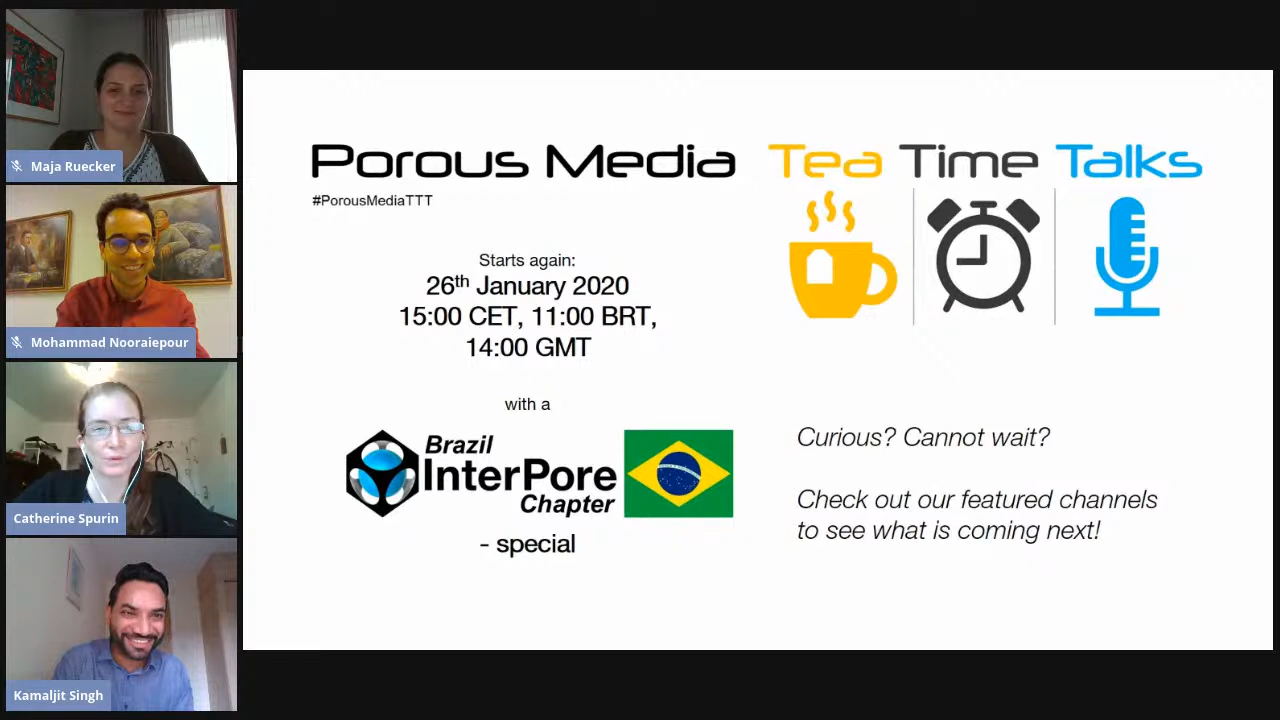 Maja Ruecker
Mohammad Nooraiepour
Catherine Spurin
Kamaljit Singh
Porous Media Tea Time Talks
#PorousMediaTTT
Starts again:
26th January 2020
15:00 CET, 11:00 BRT,
14:00 GMT
with a
Brazil
InterPore
Chapter
- special
Curious? Cannot wait?
Check out our featured channels
to see what is coming next!